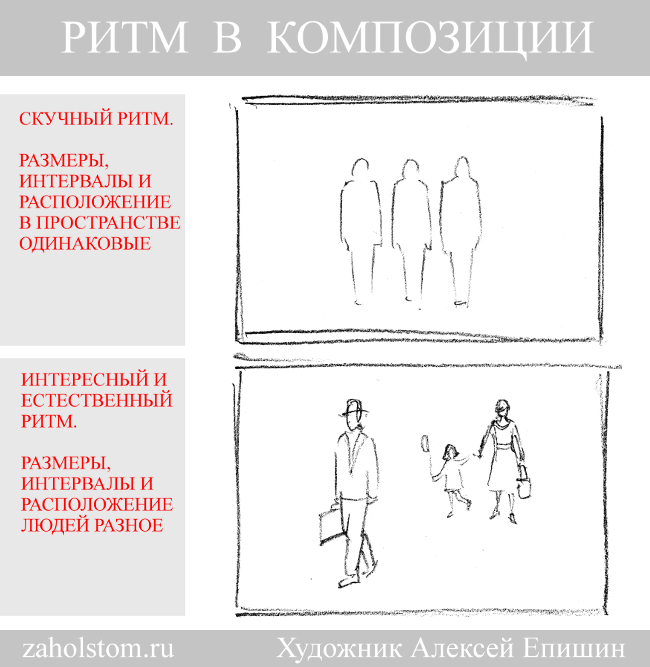 РИТМ В КОМПОЗИЦИИ
СКУЧНЫЙ РИТМ.
РАЗМЕРЫ,
ИНТЕРВАЛЫ И
РАСПОЛОЖЕНИЕ
В ПРОСТРАНСТВЕ
ОДИНАКОВЫЕ
ИНТЕРЕСНЫЙ И
ЕСТЕСТВЕННЫЙ
РИТМ.
РАЗМЕРЫ,
ИНТЕРВАЛЫ И
РАСПОЛОЖЕНИЕ
ЛЮДЕЙ РАЗНОЕ
zaholstom.ru
Художник Алексей Епишин